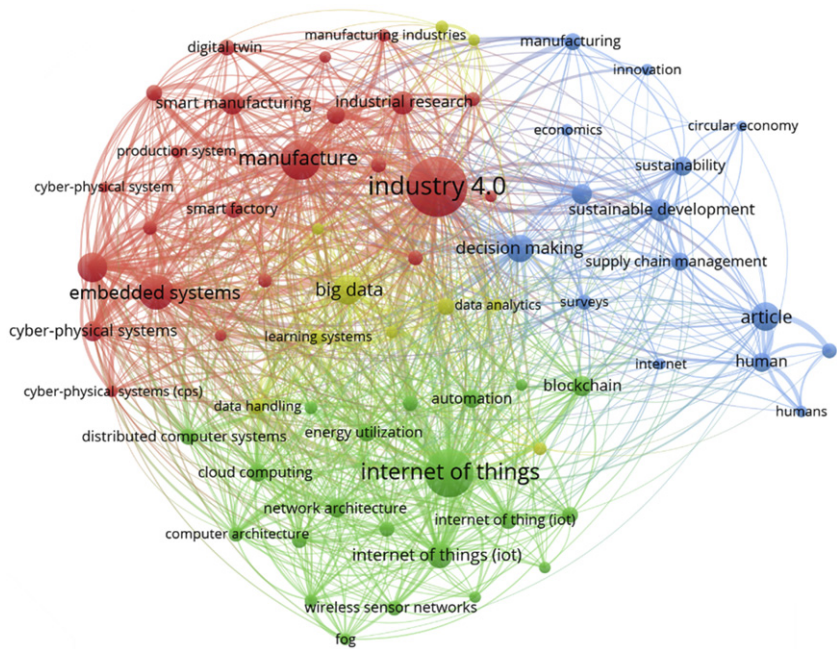 manufacturing industries
manufacturing
digital twin
innovation
smart manufacturing
industrial research
circular economy
economics
production system
manufacture
sustainability
industry 4.0
cyber-physical system
smart factory
sustainable development
decision making
supply chain management
embedded systems
big data
data analytics
surveys
article
cyber-physical systems
learning systems
internet
human
cyber-physical systems (cps)
data handling
automation
blockchain
humans
distributed computer systems
energy utilization
cloud computing
internet of things
network architecture
internet of thing (iot)
computer architecture
internet of things (iot)
wireless sensor networks
fog